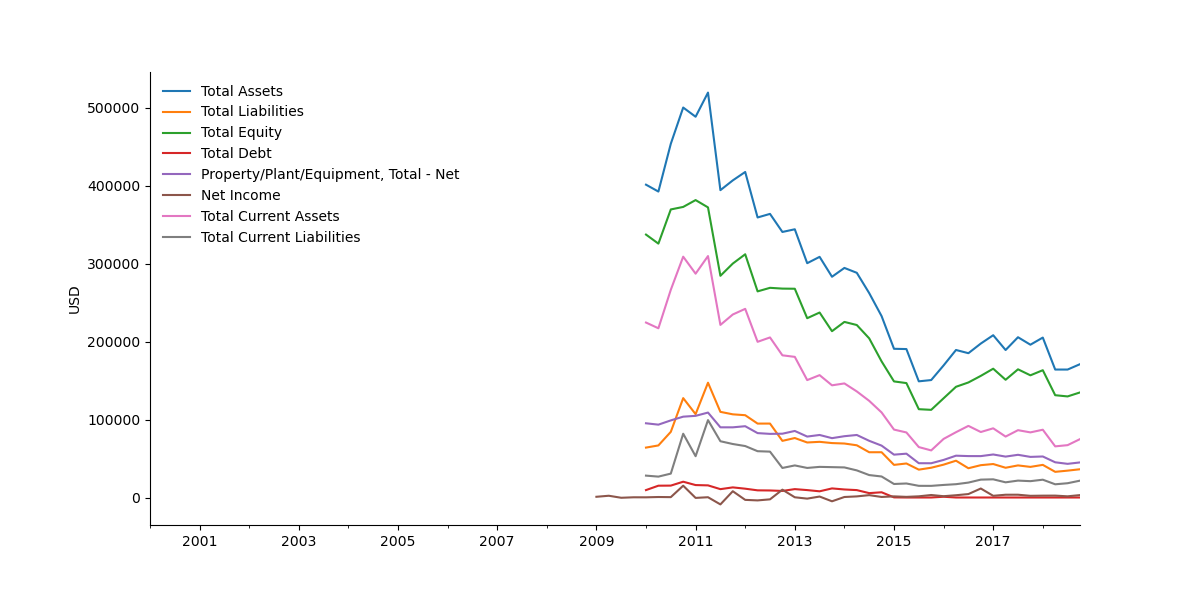 Total Assets
Total Liabilities
Total Equity
Total Debt
Property/Plant/Equipment, Total - Net
Net Income
Total Current Assets
Total Current Liabilities
USD
500000
400000
300000
200000
100000
0
2001 2003 2005 2007 2009 2011 2013 2015 2017